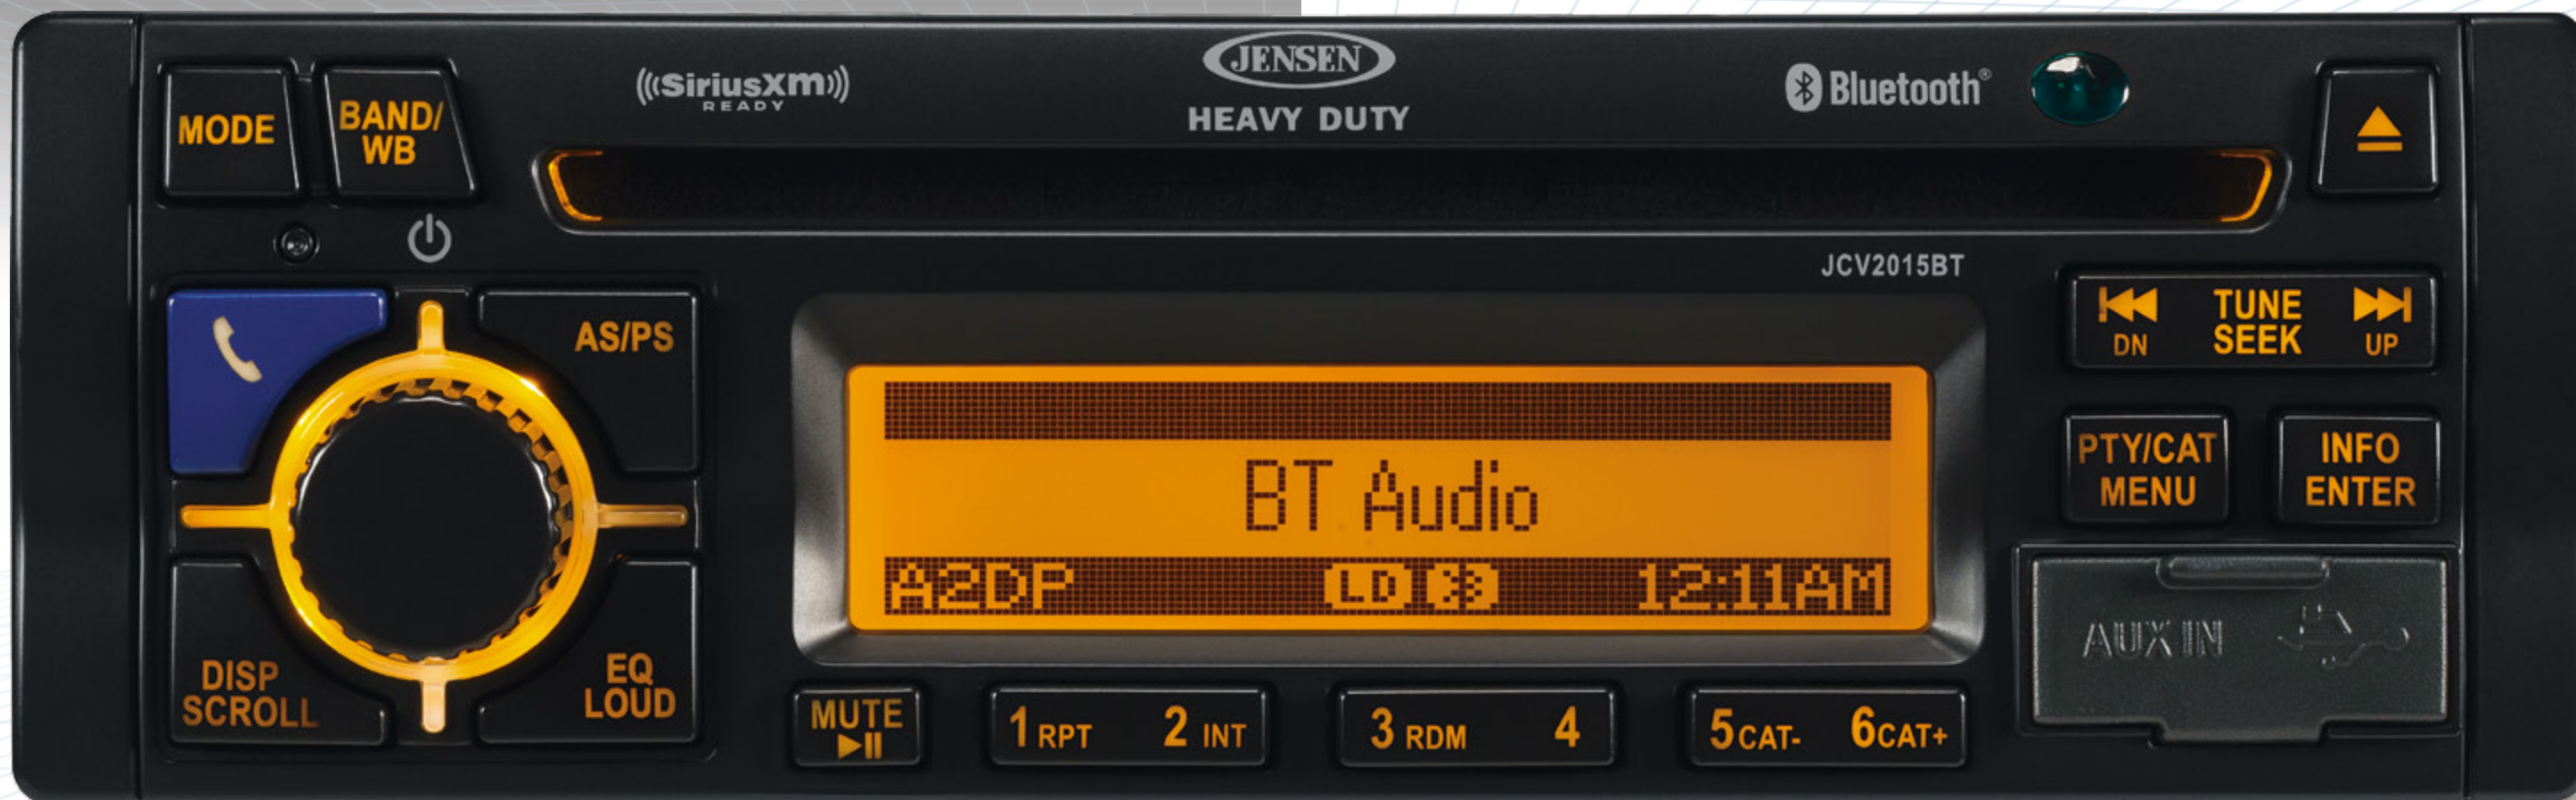 MODE
BAND/
WB
SiriusXm
READY
JENSEN
HEAVY DUTY
Bluetooth®
JCV2015BT
AS/PS
TUNE
SEEK
DN
UP
PTY/CAT
MENU
INFO
ENTER
BT Audio
A2DP LD 12:11AM
AUX IN
DISP
SCROLL
EQ
LOUD
MUTE
1 RPT 2 INT
3 RDM 4
5 CAT- 6 CAT+